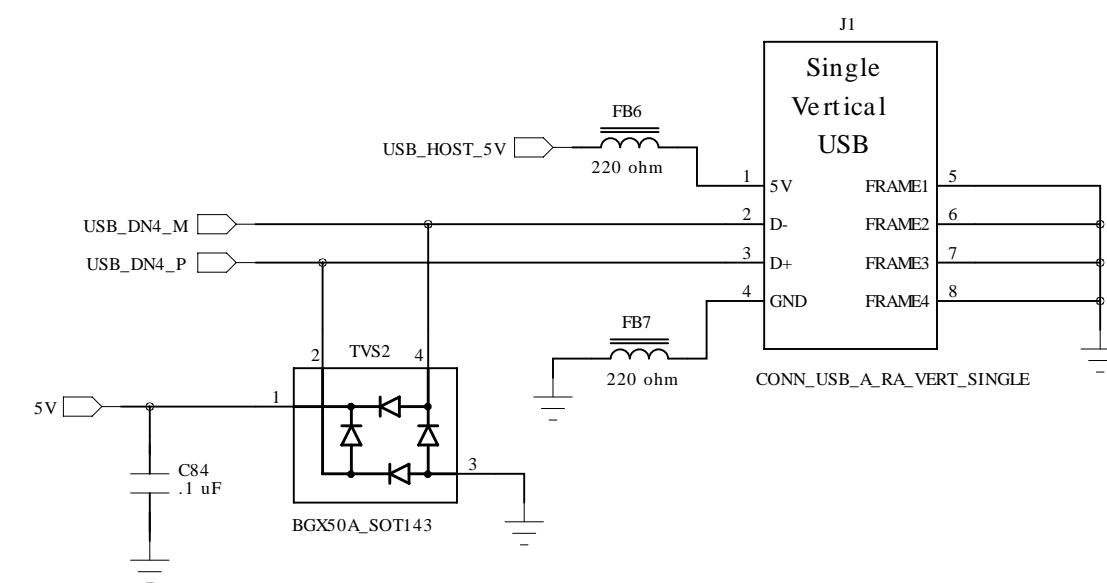 J1
Single
Vertical
USB
FB6
USB_HOST_5V
220 ohm
1
5V
FRAME1
5
USB_DN4_M
2
D-
FRAME2
6
USB_DN4_P
3
D+
FRAME3
7
4
GND
FRAME4
8
FB7
220 ohm
CONN_USB_A_RA_VERT_SINGLE
2
TVS2
4
5V
1
3
C84
.1 uF
BGX50A_SOT143